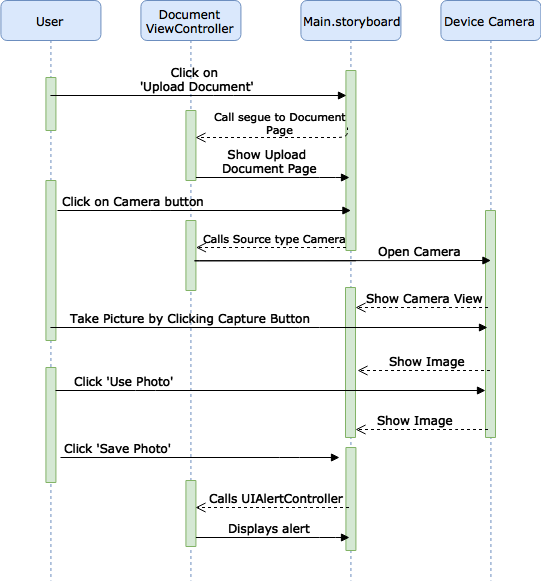 User
Document
ViewController
Main.storyboard
Device Camera
Click on
'Upload Document'
Call segue to Document
Page
Show Upload
Document Page
Click on Camera button
Calls Source type Camera
Open Camera
Show Camera View
Take Picture by Clicking Capture Button
Show Image
Click 'Use Photo'
Show Image
Click 'Save Photo'
Calls UIAlertController
Displays alert